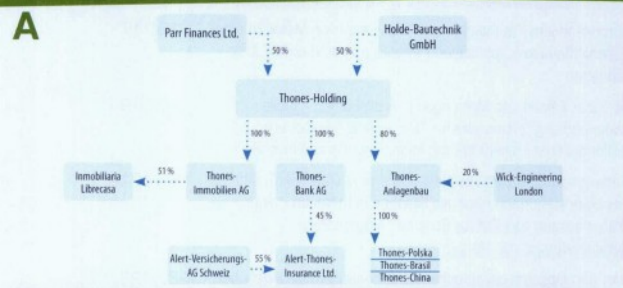 A
Parr Finances Ltd.
Holde-Bautechnik
GmbH
50 %
50 %
Thones-Holding
100 %
100 %
80 %
Inmobiliaria
Librecasa
51 %
Thones-
Immobilien AG
Thones-
Bank AG
Thones-
Anlagenbau
20 %
Wick-Engineering
London
45 %
100 %
Alert-Versicherungs-
AG Schweiz
55 %
Alert-Thones-
Insurance Ltd.
Thones-Polska
Thones-Brasil
Thones-China